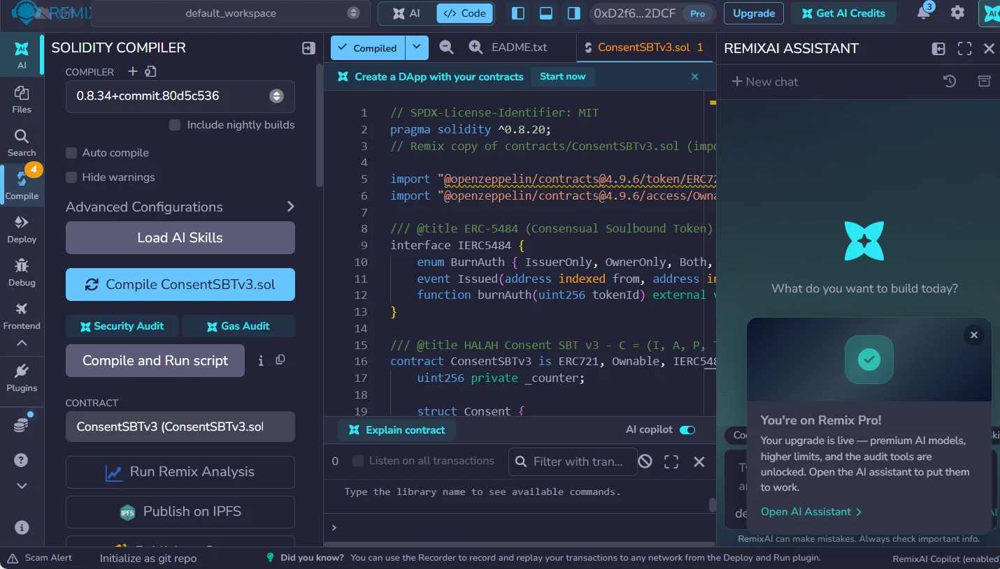 REMIX
default_workspace
AI
Code
0xD2f6...2DCF
Pro
Upgrade
Get AI Credits
3
AI
AI
Files
Search
4
Compile
Deploy
Debug
Frontend
Plugins
SOLIDITY COMPILER
COMPILER
0.8.34+commit.80d5c536
Include nightly builds
Auto compile
Hide warnings
Advanced Configurations
Load AI Skills
Compile ConsentSBTv3.sol
Security Audit
Gas Audit
Compile and Run script
CONTRACT
ConsentSBTv3 (ConsentSBTv3.sol
Run Remix Analysis
IPFS
Publish on IPFS
Compiled
EADME.txt
ConsentSBTv3.sol 1
Create a DApp with your contracts
Start now
1 // SPDX-License-Identifier: MIT
2 pragma solidity ^0.8.20;
3 // Remix copy of contracts/ConsentSBTv3.sol (impo
4
5 import "@openzeppelin/contracts@4.9.6/token/ERC72
6 import "@openzeppelin/contracts@4.9.6/access/Owna
7
8 /// @title ERC-5484 (Consensual Soulbound Token)
9 interface IERC5484 {
10 enum BurnAuth { IssuerOnly, OwnerOnly, Both,
11 event Issued(address indexed from, address in
12 function burnAuth(uint256 tokenId) external v
13 }
14
15 /// @title HALAH Consent SBT v3 - C = (I, A, P, T
16 contract ConsentSBTv3 is ERC721, Ownable, IERC548
17 uint256 private _counter;
18
19 struct Consent {
Explain contract
AI copilot
0
Listen on all transactions
Filter with tran...
Type the library name to see available commands.
>
REMIXAI ASSISTANT
New chat
What do you want to build today?
You're on Remix Pro!
Your upgrade is live — premium AI models,
higher limits, and the audit tools are
unlocked. Open the AI assistant to put them
to work.
Open AI Assistant
RemixAI can make mistakes. Always check important info.
Scam Alert
Initialize as git repo
Did you know? You can use the Recorder to record and replay your transactions to any network from the Deploy and Run plugin.
RemixAI Copilot (enabled)